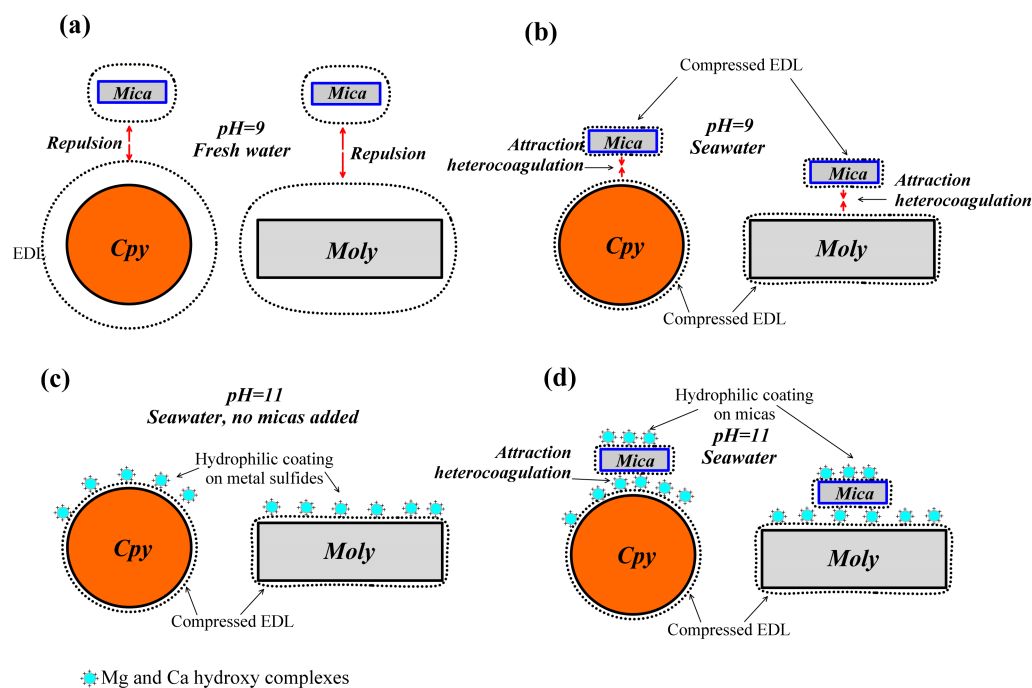 (a)
Mica
Mica
Repulsion
pH=9
Fresh water
Repulsion
EDL
Cpy
Moly
(b)
Compressed EDL
Mica
pH=9
Seawater
Attraction
heterocoagulation
Mica
Attraction
heterocoagulation
Cpy
Moly
Compressed EDL
(c)
pH=11
Seawater, no micas added
Hydrophilic coating
on metal sulfides
Cpy
Moly
Compressed EDL
(d)
Hydrophilic coating
on micas
pH=11
Seawater
Attraction
heterocoagulation
Mica
Mica
Cpy
Moly
Compressed EDL
Mg and Ca hydroxy complexes